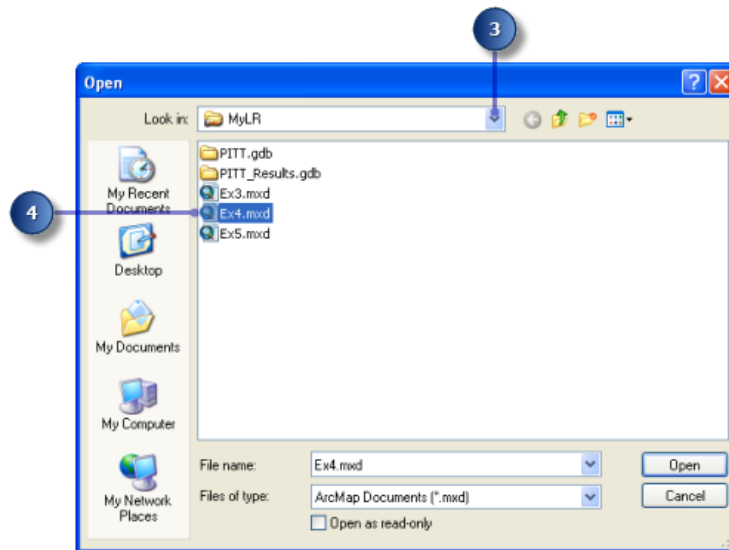 3
Open
Look in: MyLR
PITT.gdb
PITT_Results.gdb
Ex3.mxd
Ex4.mxd
Ex5.mxd
4
My Recent
Documents
Desktop
My Documents
My Computer
My Network
Places
File name: Ex4.mxd Open
Files of type: ArcMap Documents (*.mxd) Cancel
Open as read-only